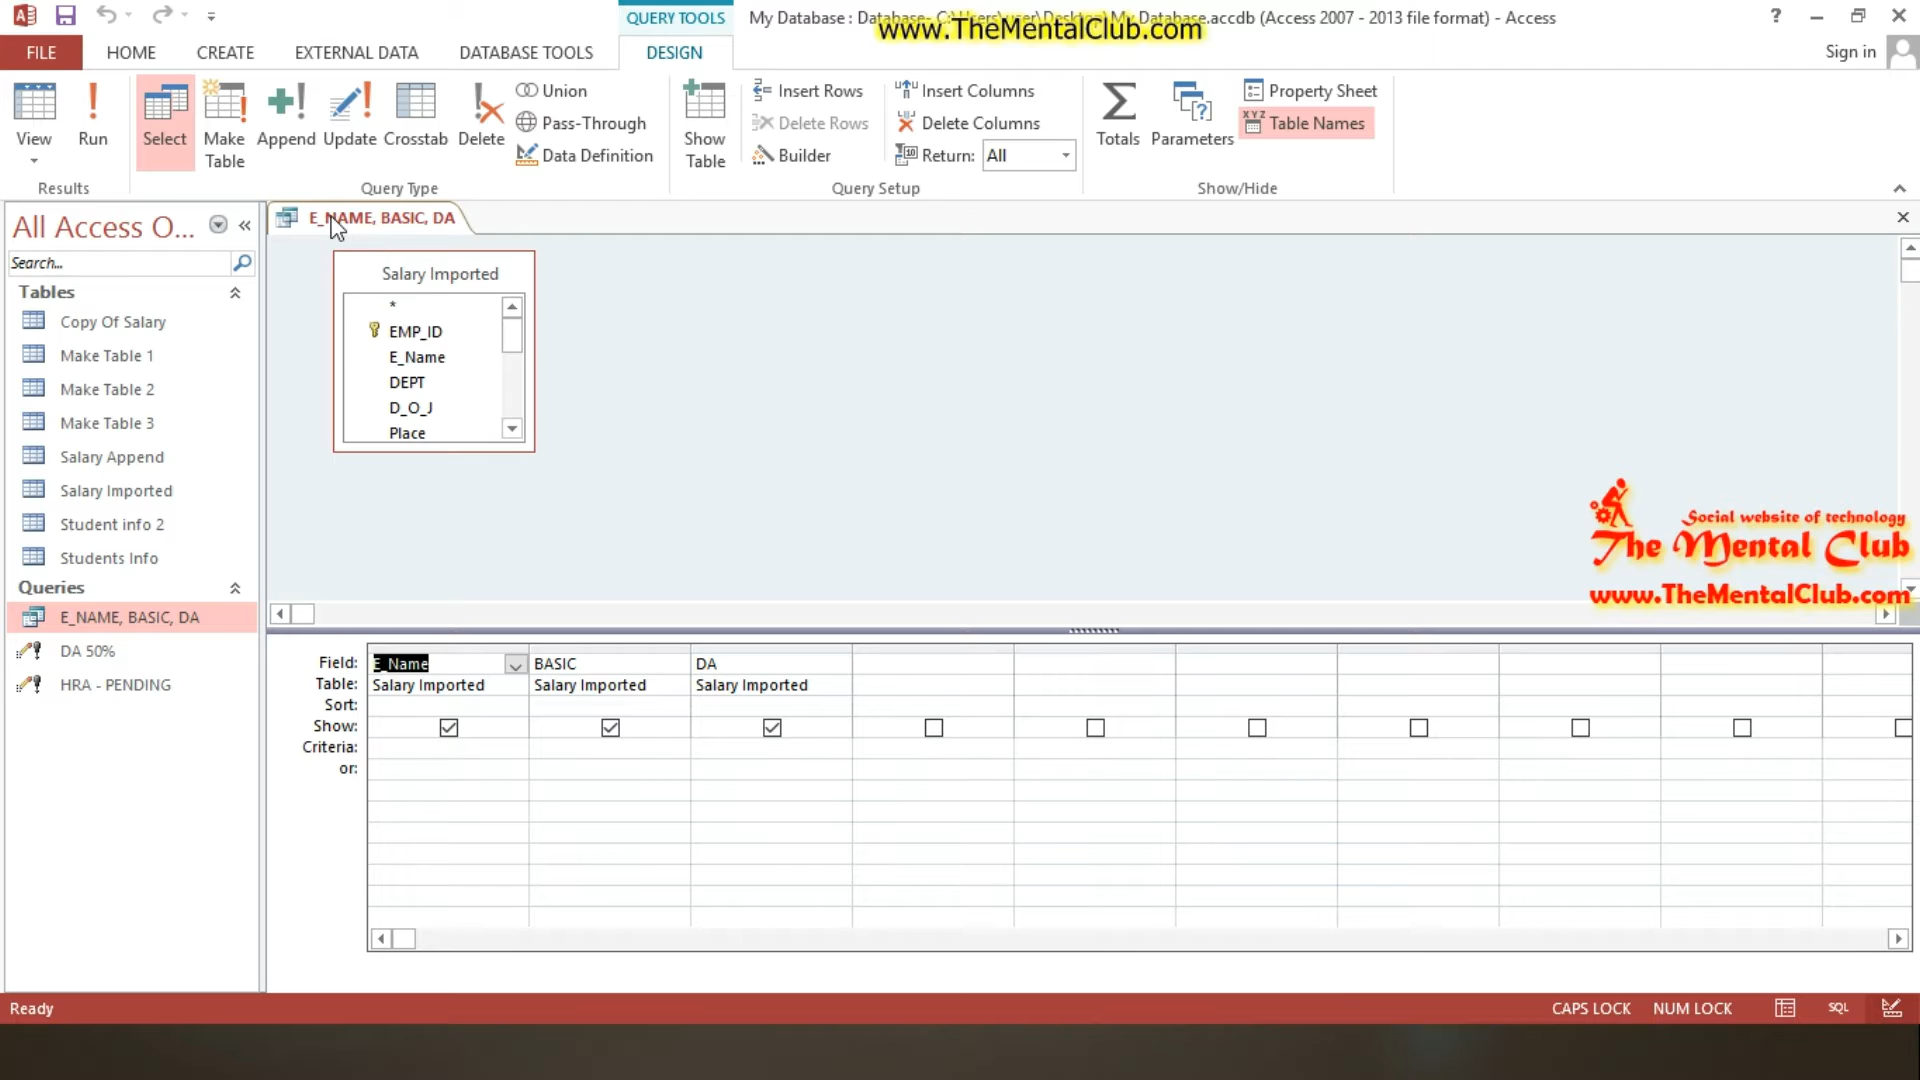 QUERY TOOLS
My Database : Database- C:\Users\user\Desktop\My Database.accdb (Access 2007 - 2013 file format) - Access
www.TheMentalClub.com
FILE
HOME
CREATE
EXTERNAL DATA
DATABASE TOOLS
DESIGN
Sign in
View
Run
Select
Make Table
Append
Update
Crosstab
Delete
Union
Pass-Through
Data Definition
Show Table
Insert Rows
Delete Rows
Builder
Insert Columns
Delete Columns
Return: All
Totals
Parameters
Property Sheet
Table Names
Results
Query Type
Query Setup
Show/Hide
All Access O...
Search...
Tables
Copy Of Salary
Make Table 1
Make Table 2
Make Table 3
Salary Append
Salary Imported
Student info 2
Students Info
Queries
E_NAME, BASIC, DA
DA 50%
HRA - PENDING
E_NAME, BASIC, DA
Salary Imported
*
EMP_ID
E_Name
DEPT
D_O_J
Place
Social website of technology
The Mental Club
www.TheMentalClub.com
Field: E_Name BASIC DA
Table: Salary Imported Salary Imported Salary Imported
Sort:
Show:
Criteria:
or:
Ready
CAPS LOCK
NUM LOCK
SQL